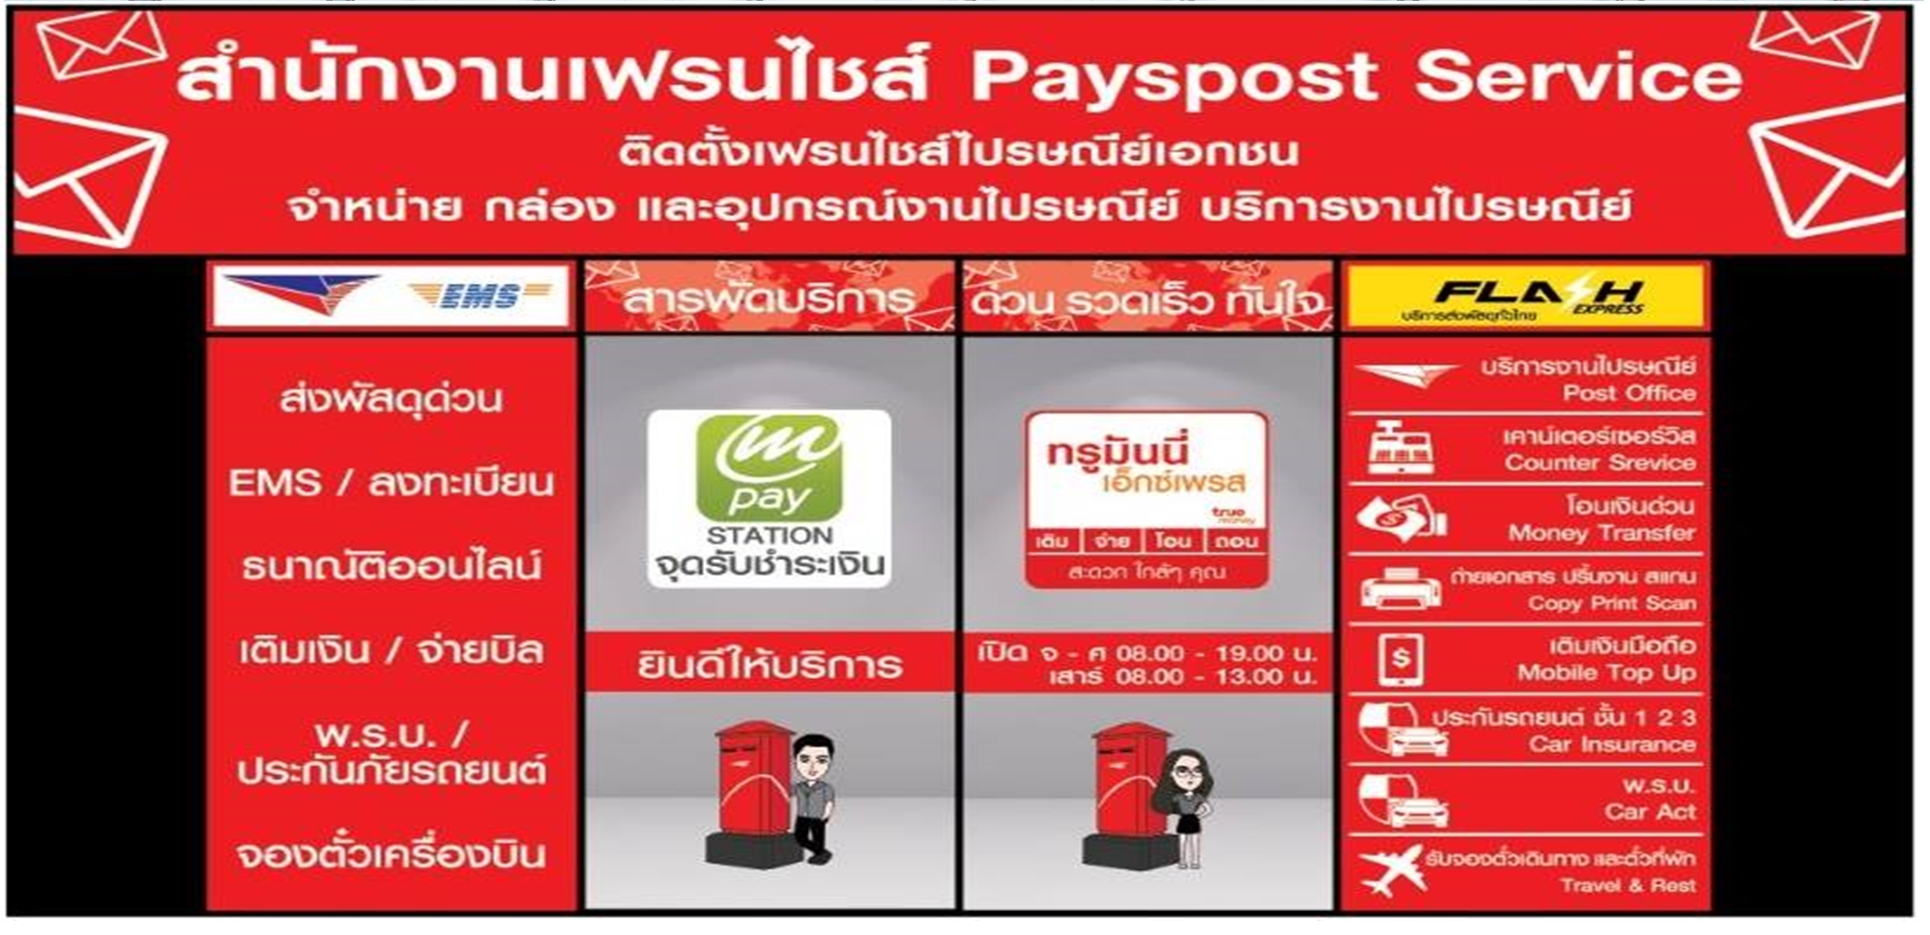 สำนักงานเฟรนไชส์ Payspost Service
ติดตั้งเฟรนไชส์ไปรษณีย์เอกชน
จำหน่าย กล่อง และอุปกรณ์งานไปรษณีย์ บริการงานไปรษณีย์
EMS
ส่งพัสดุด่วน
EMS / ลงทะเบียน
ธนาณัติออนไลน์
เติมเงิน / จ่ายบิล
พ.ร.บ. /
ประกันภัยรถยนต์
จองตั๋วเครื่องบิน
สารพัดบริการ
m
pay
STATION
จุดรับชำระเงิน
ยินดีให้บริการ
ด่วน รวดเร็ว ทันใจ
ทรูมันนี่
เอ็กซ์เพรส
true
money
เติม จ่าย โอน ถอน
สะดวก ใกล้ๆ คุณ
เปิด จ - ศ 08.00 - 19.00 น.
เสาร์ 08.00 - 13.00 น.
FLASH
EXPRESS
บริการส่งพัสดุทั่วไทย
บริการงานไปรษณีย์
Post Office
เคาน์เตอร์เซอร์วิส
Counter Srevice
โอนเงินด่วน
Money Transfer
ถ่ายเอกสาร ปริ้นงาน สแกน
Copy Print Scan
เติมเงินมือถือ
Mobile Top Up
ประกันรถยนต์ ชั้น 1 2 3
Car Insurance
พ.ร.บ.
Car Act
รับจองตั๋วเดินทาง และตั๋วที่พัก
Travel & Rest